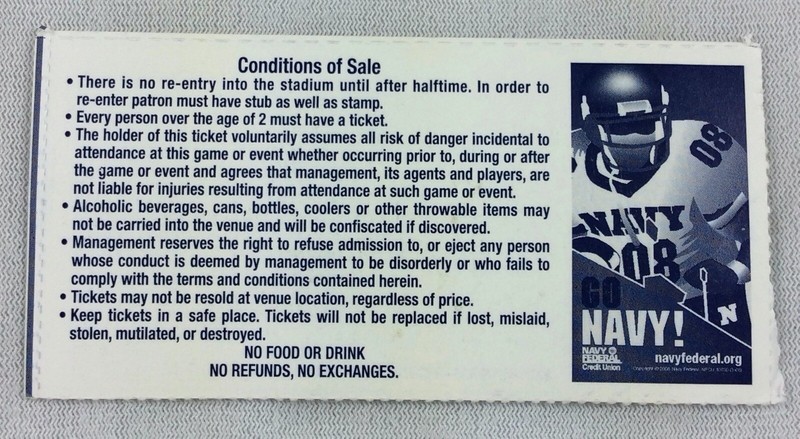 Conditions of Sale
• There is no re-entry into the stadium until after halftime. In order to
re-enter patron must have stub as well as stamp.
• Every person over the age of 2 must have a ticket.
• The holder of this ticket voluntarily assumes all risk of danger incidental to
attendance at this game or event whether occurring prior to, during or after
the game or event and agrees that management, its agents and players, are
not liable for injuries resulting from attendance at such game or event.
• Alcoholic beverages, cans, bottles, coolers or other throwable items may
not be carried into the venue and will be confiscated if discovered.
• Management reserves the right to refuse admission to, or eject any person
whose conduct is deemed by management to be disorderly or who fails to
comply with the terms and conditions contained herein.
• Tickets may not be resold at venue location, regardless of price.
• Keep tickets in a safe place. Tickets will not be replaced if lost, mislaid,
stolen, mutilated, or destroyed.
NO FOOD OR DRINK
NO REFUNDS, NO EXCHANGES.
08
NAVY
08
N
GO
NAVY!
NAVY
FEDERAL
Credit Union
navyfederal.org
Copyright © 2008 Navy Federal